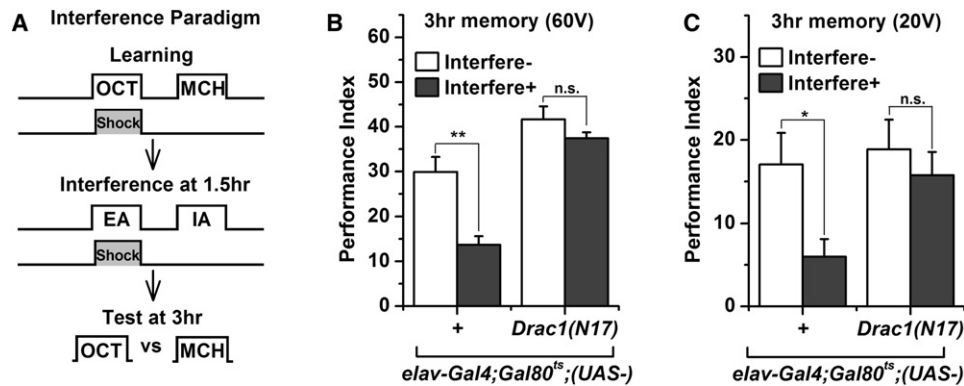 A Interference Paradigm
Learning
OCT MCH
Shock
Interference at 1.5hr
EA IA
Shock
Test at 3hr
OCT vs MCH
B 3hr memory (60V)
Performance Index
60
50
40
30
20
10
0
Interfere-
Interfere+
**
n.s.
+ Drac1(N17)
elav-Gal4;Gal80ts;(UAS-)
C 3hr memory (20V)
Performance Index
30
20
10
0
Interfere-
Interfere+
*
n.s.
+ Drac1(N17)
elav-Gal4;Gal80ts;(UAS-)